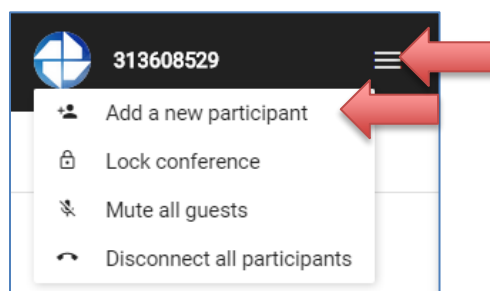 313608529
Add a new participant
Lock conference
Mute all guests
Disconnect all participants